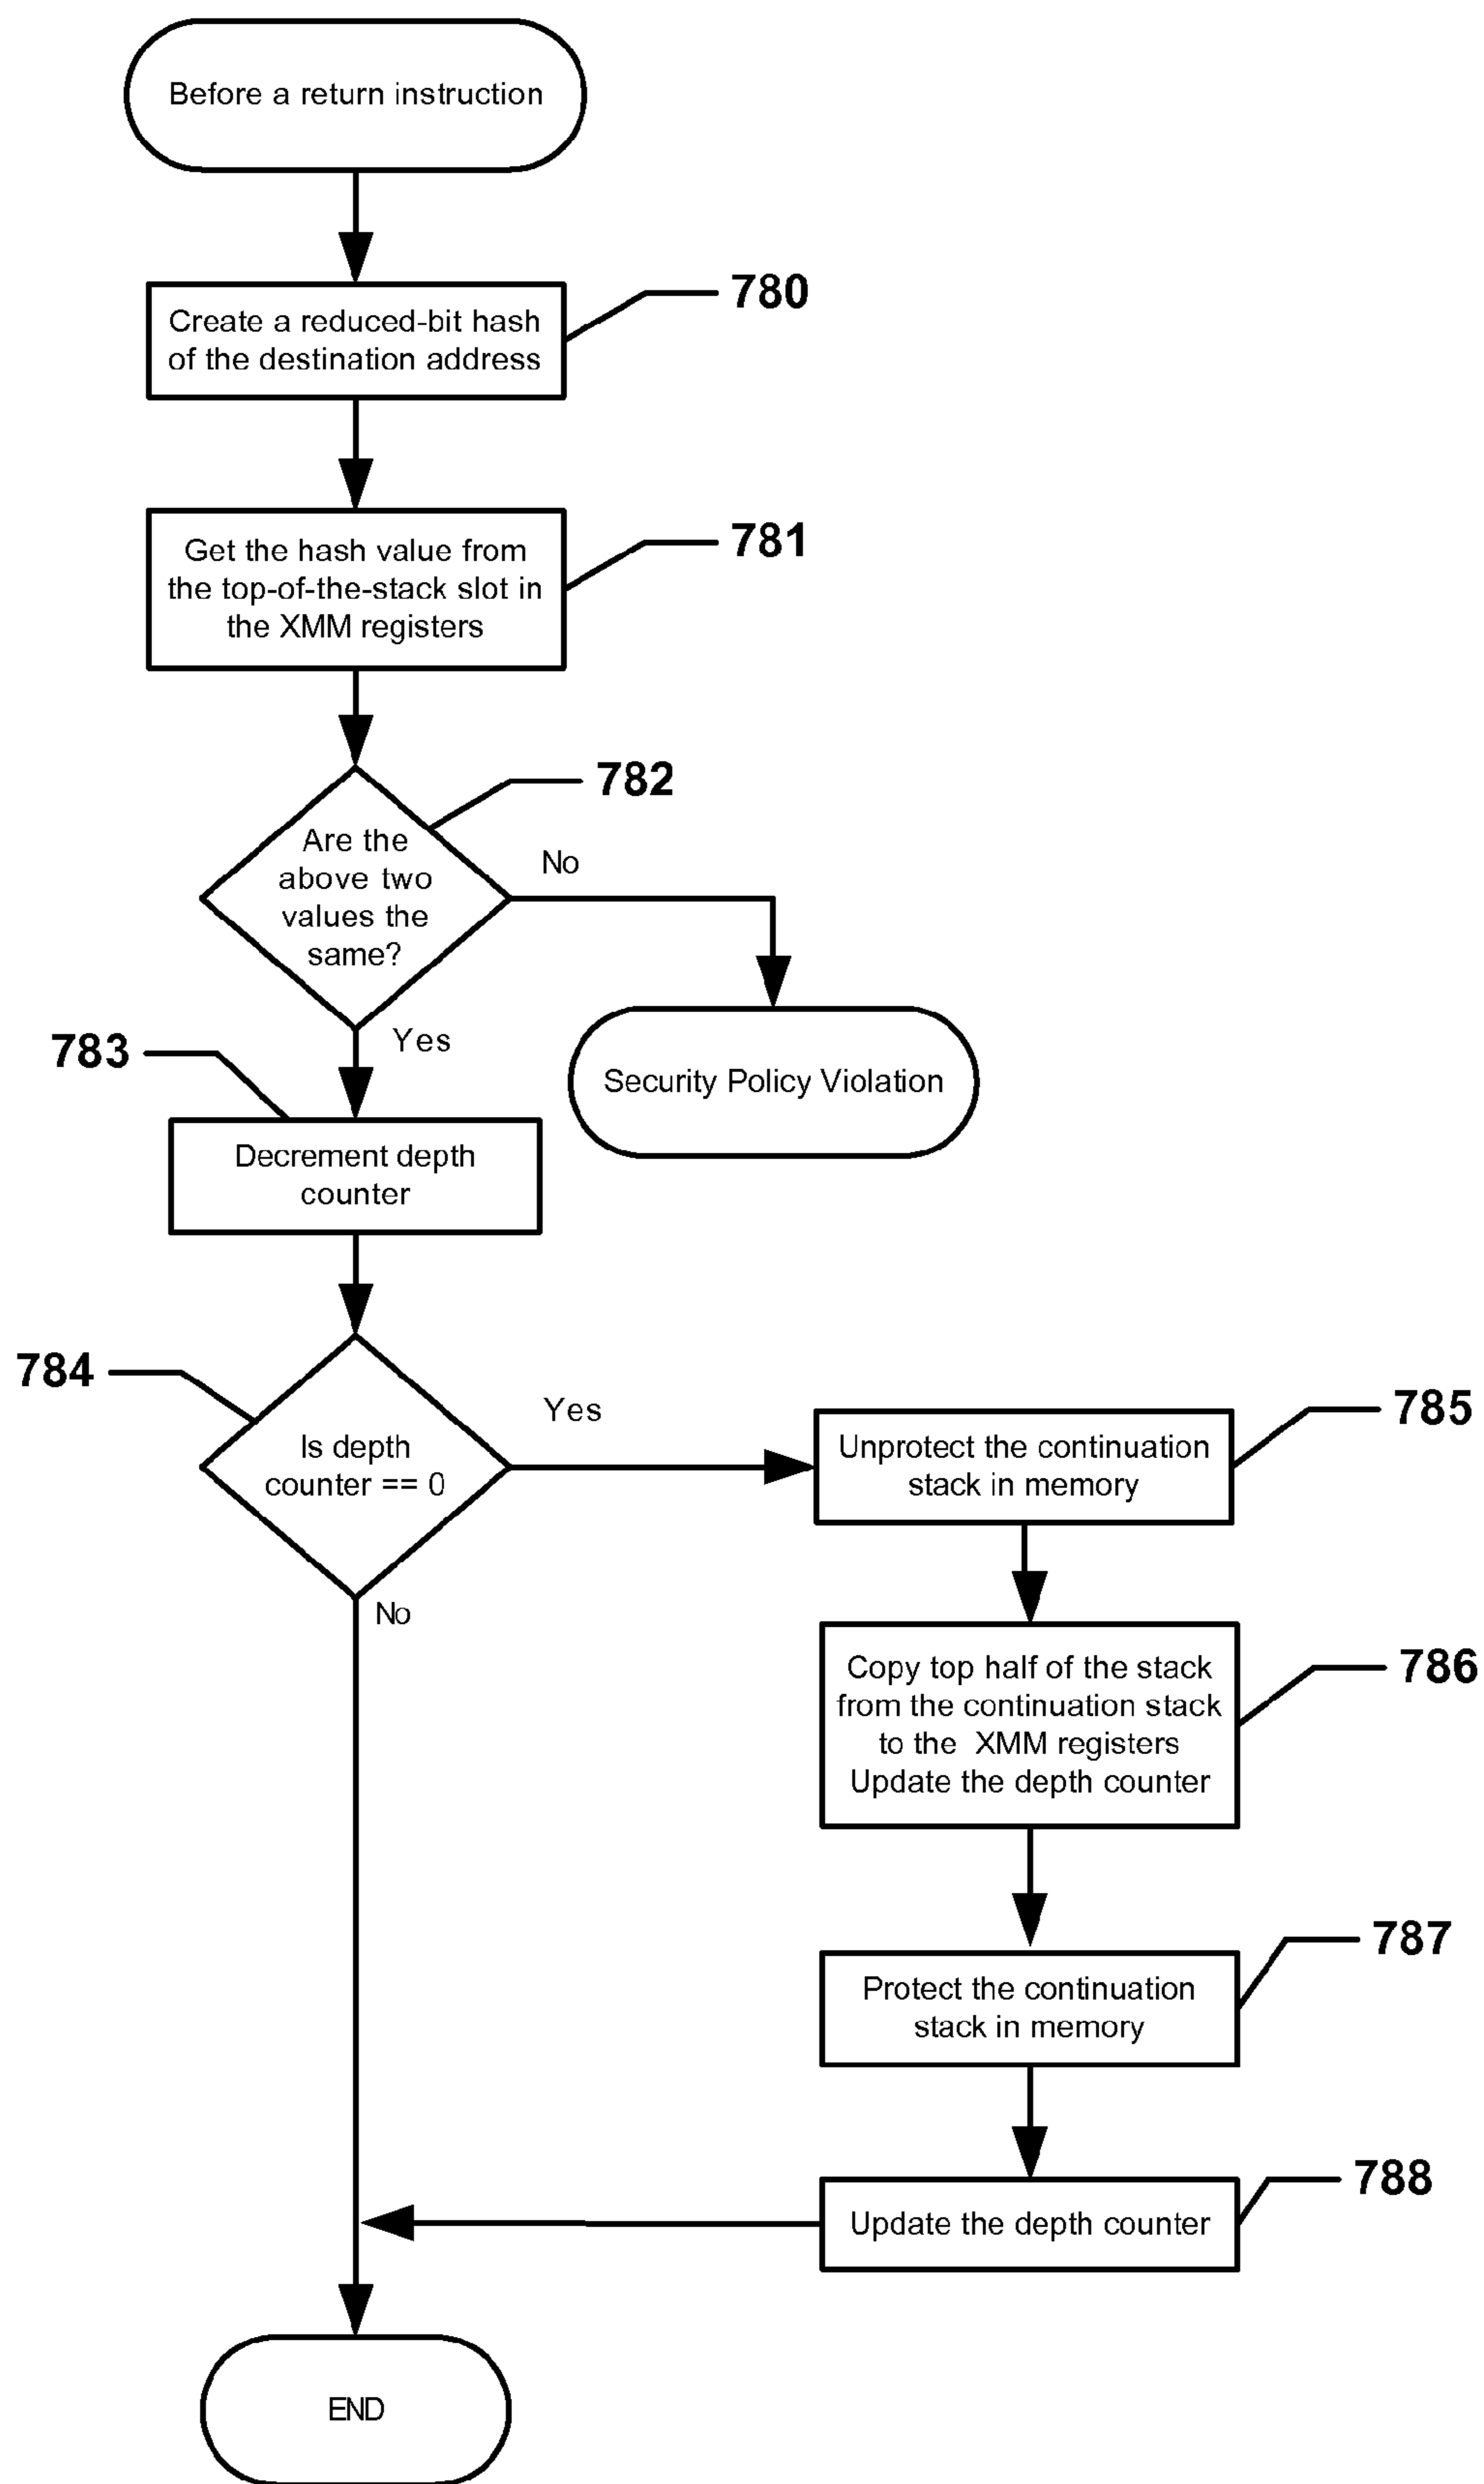 Before a return instruction
780
Create a reduced-bit hash
of the destination address
781
Get the hash value from
the top-of-the-stack slot in
the XMM registers
782
Are the
above two
values the
same?
No
Yes
Security Policy Violation
783
Decrement depth
counter
784
Is depth
counter == 0
Yes
No
785
Unprotect the continuation
stack in memory
786
Copy top half of the stack
from the continuation stack
to the XMM registers
Update the depth counter
787
Protect the continuation
stack in memory
788
Update the depth counter
END